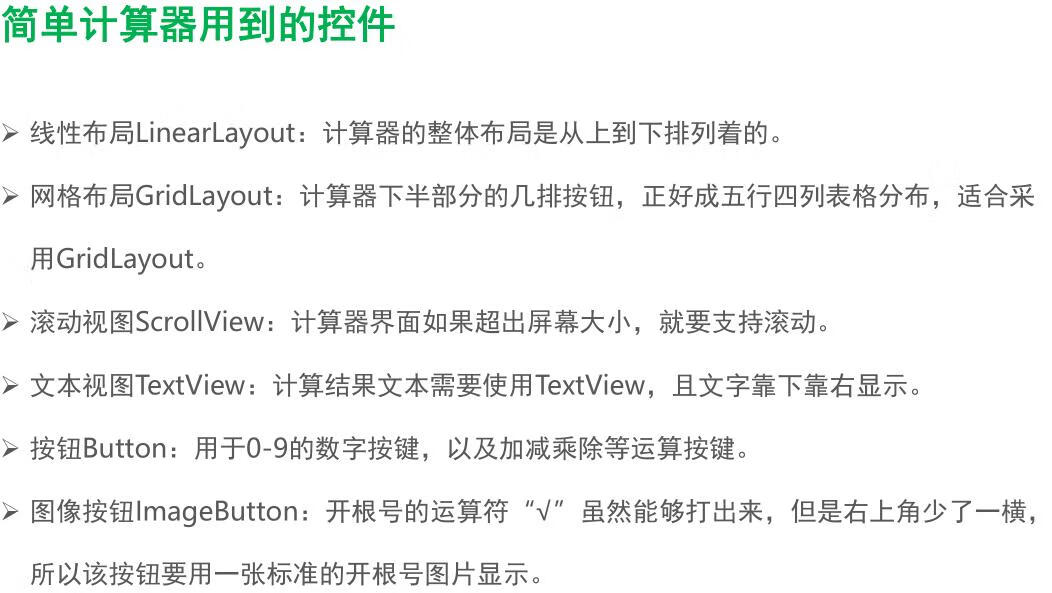 简单计算器用到的控件
➢ 线性布局LinearLayout：计算器的整体布局是从上到下排列着的。
➢ 网格布局GridLayout：计算器下半部分的几排按钮，正好成五行四列表格分布，适合采
用GridLayout。
➢ 滚动视图ScrollView：计算器界面如果超出屏幕大小，就要支持滚动。
➢ 文本视图TextView：计算结果文本需要使用TextView，且文字靠下靠右显示。
➢ 按钮Button：用于0-9的数字按键，以及加减乘除等运算按键。
➢ 图像按钮ImageButton：开根号的运算符“√”虽然能够打出来，但是右上角少了一横，
所以该按钮要用一张标准的开根号图片显示。